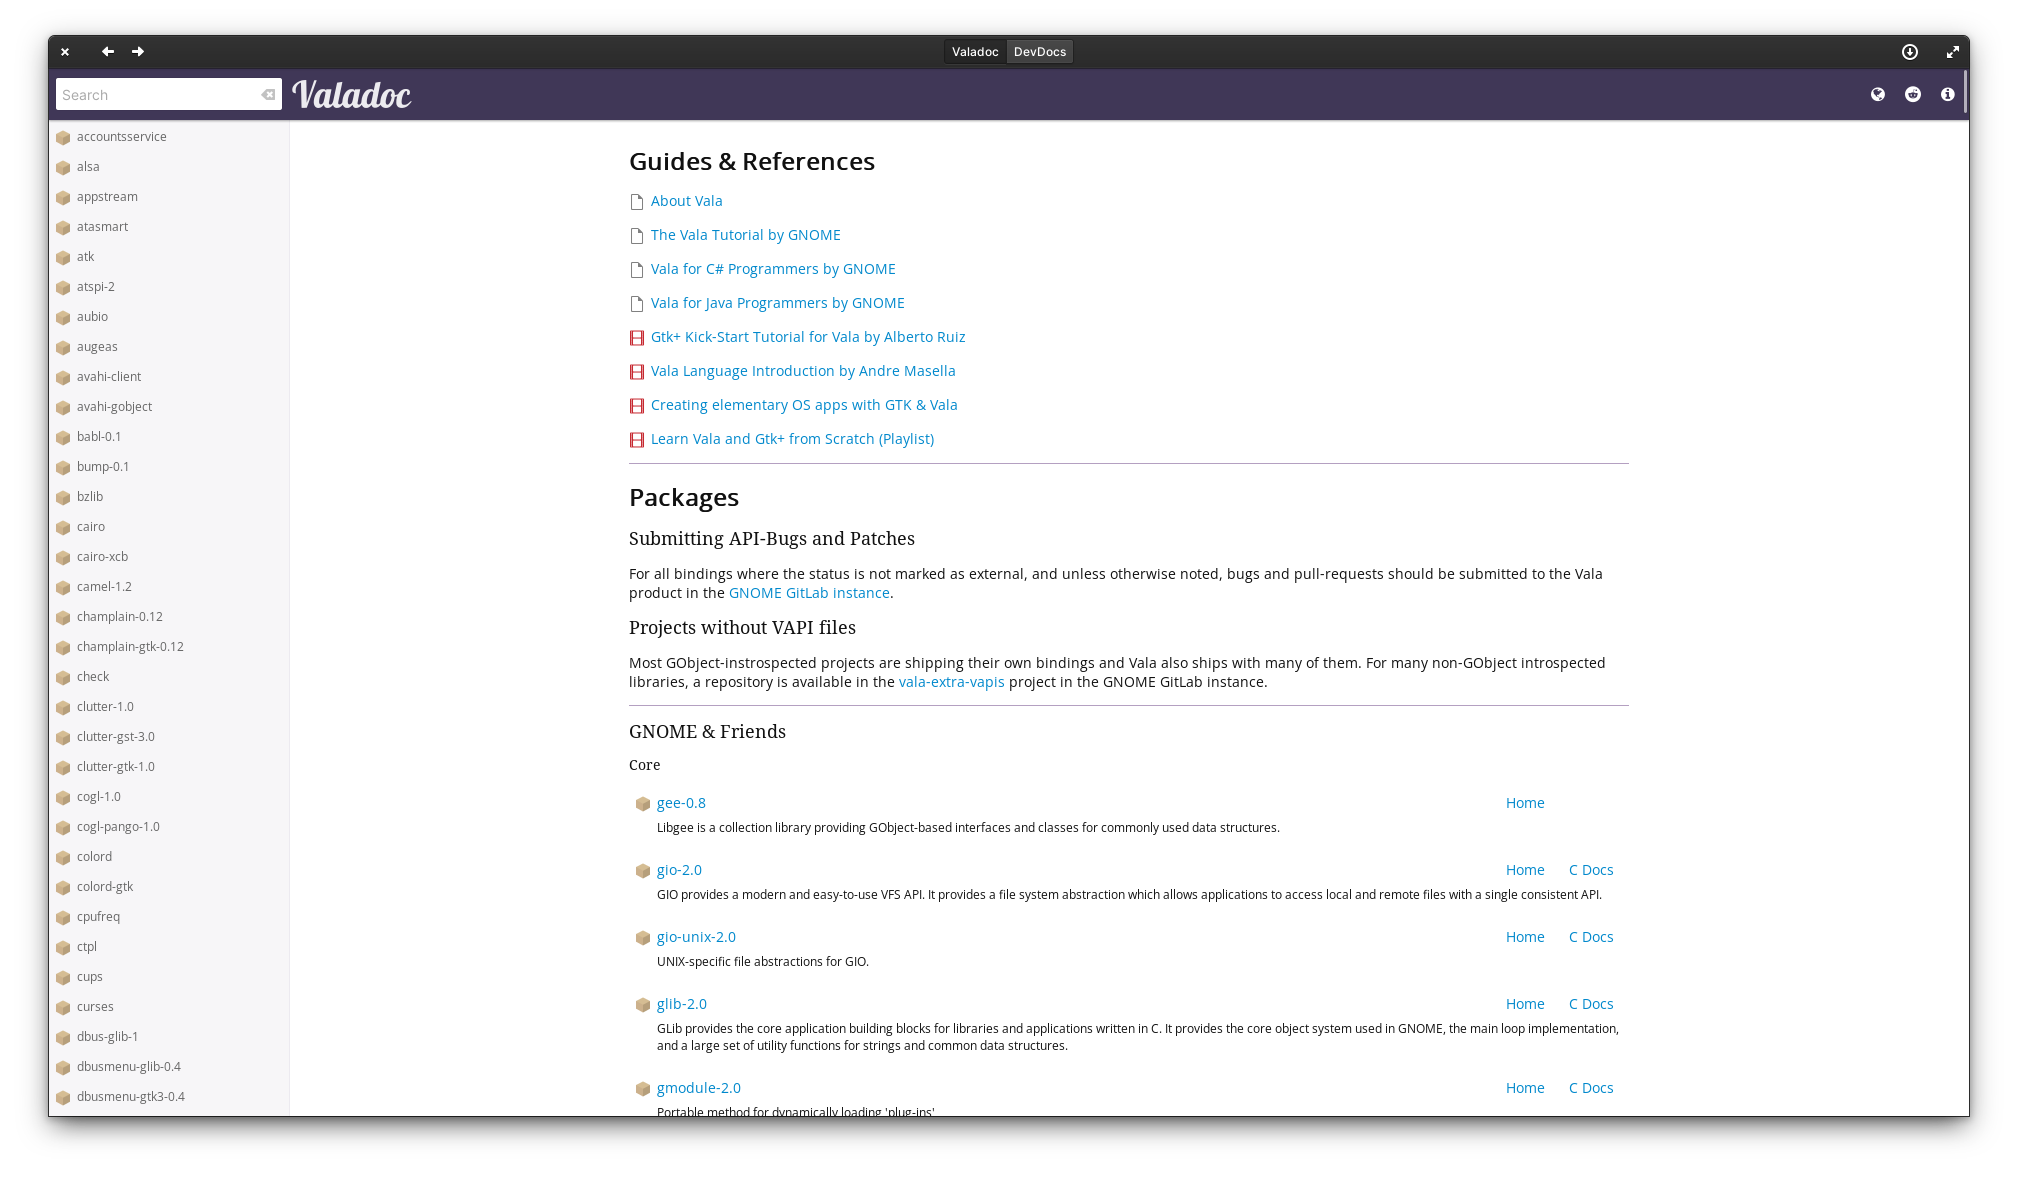 Valadoc
DevDocs
Search
Valadoc
accountsservice
alsa
appstream
atasmart
atk
atspi-2
aubio
augeas
avahi-client
avahi-gobject
babl-0.1
bump-0.1
bzlib
cairo
cairo-xcb
camel-1.2
champlain-0.12
champlain-gtk-0.12
check
clutter-1.0
clutter-gst-3.0
clutter-gtk-1.0
cogl-1.0
cogl-pango-1.0
colord
colord-gtk
cpufreq
ctpl
cups
curses
dbus-glib-1
dbusmenu-glib-0.4
dbusmenu-gtk3-0.4
Guides & References
About Vala
The Vala Tutorial by GNOME
Vala for C# Programmers by GNOME
Vala for Java Programmers by GNOME
Gtk+ Kick-Start Tutorial for Vala by Alberto Ruiz
Vala Language Introduction by Andre Masella
Creating elementary OS apps with GTK & Vala
Learn Vala and Gtk+ from Scratch (Playlist)
Packages
Submitting API-Bugs and Patches
For all bindings where the status is not marked as external, and unless otherwise noted, bugs and pull-requests should be submitted to the Vala
product in the GNOME GitLab instance.
Projects without VAPI files
Most GObject-instrospected projects are shipping their own bindings and Vala also ships with many of them. For many non-GObject introspected
libraries, a repository is available in the vala-extra-vapis project in the GNOME GitLab instance.
GNOME & Friends
Core
gee-0.8 Home
Libgee is a collection library providing GObject-based interfaces and classes for commonly used data structures.
gio-2.0 Home C Docs
GIO provides a modern and easy-to-use VFS API. It provides a file system abstraction which allows applications to access local and remote files with a single consistent API.
gio-unix-2.0 Home C Docs
UNIX-specific file abstractions for GIO.
glib-2.0 Home C Docs
GLib provides the core application building blocks for libraries and applications written in C. It provides the core object system used in GNOME, the main loop implementation,
and a large set of utility functions for strings and common data structures.
gmodule-2.0 Home C Docs
Portable method for dynamically loading 'plug-ins'